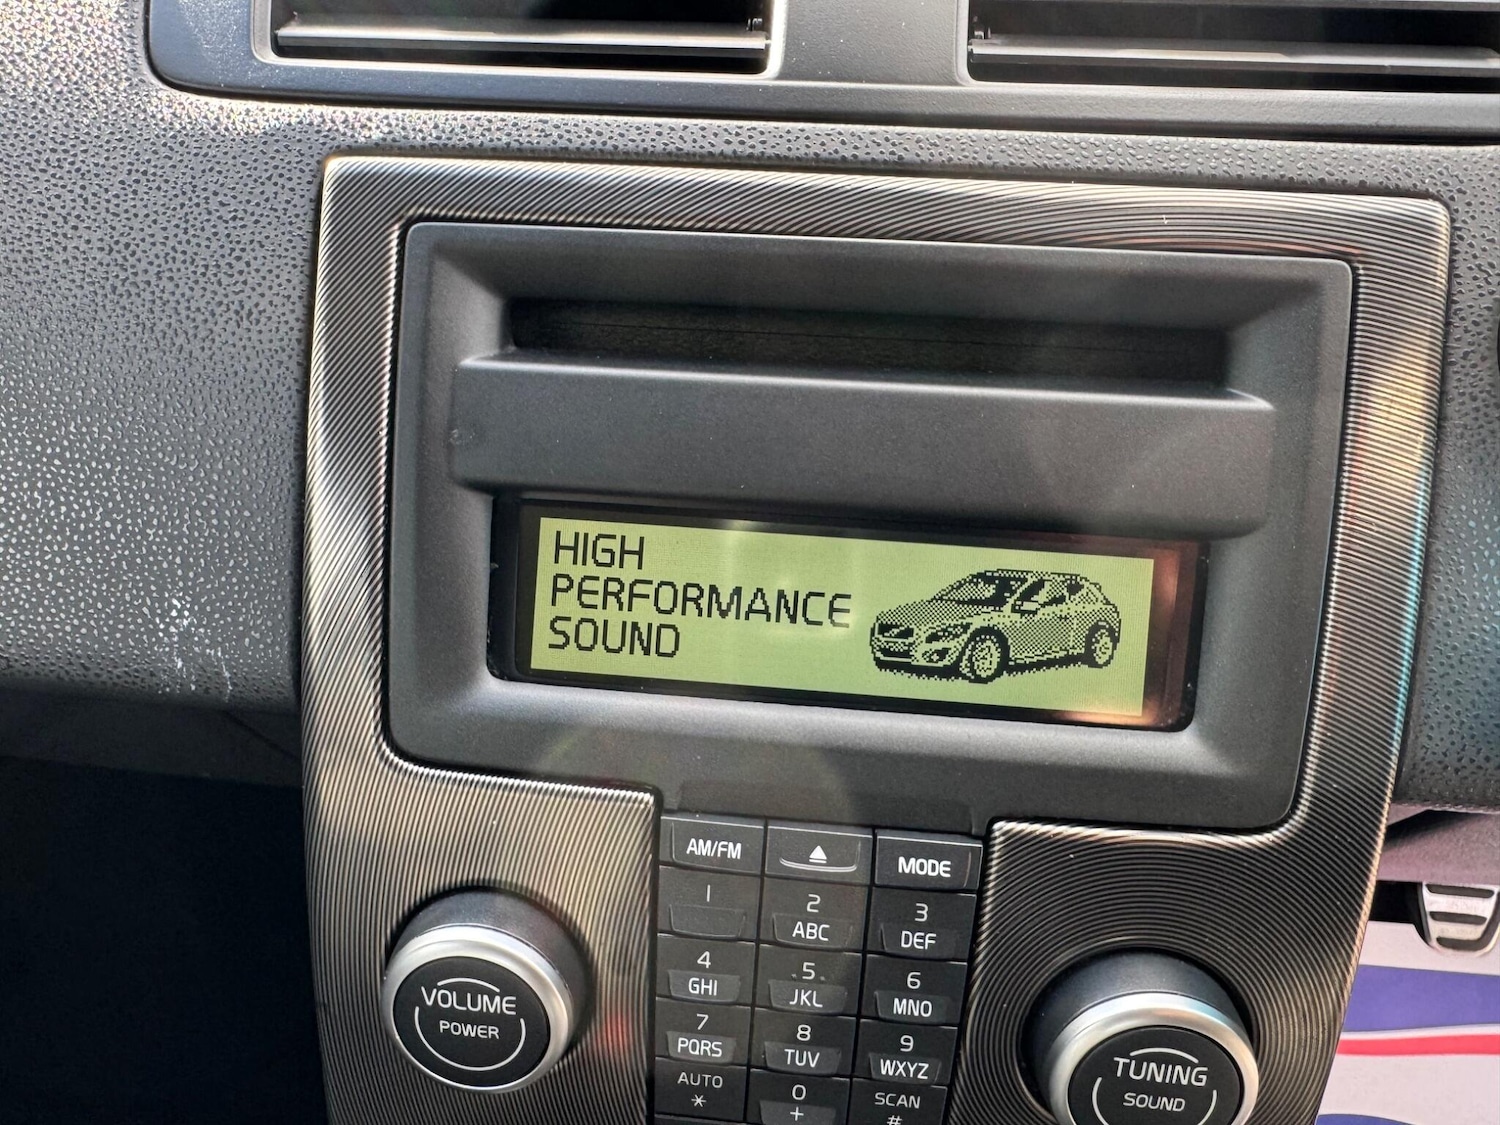 HIGH
PERFORMANCE
SOUND
AM/FM
MODE
1
2
ABC
3
DEF
4
GHI
5
JKL
6
MNO
7
PQRS
8
TUV
9
WXYZ
AUTO
*
0
+
SCAN
#
VOLUME
POWER
TUNING
SOUND